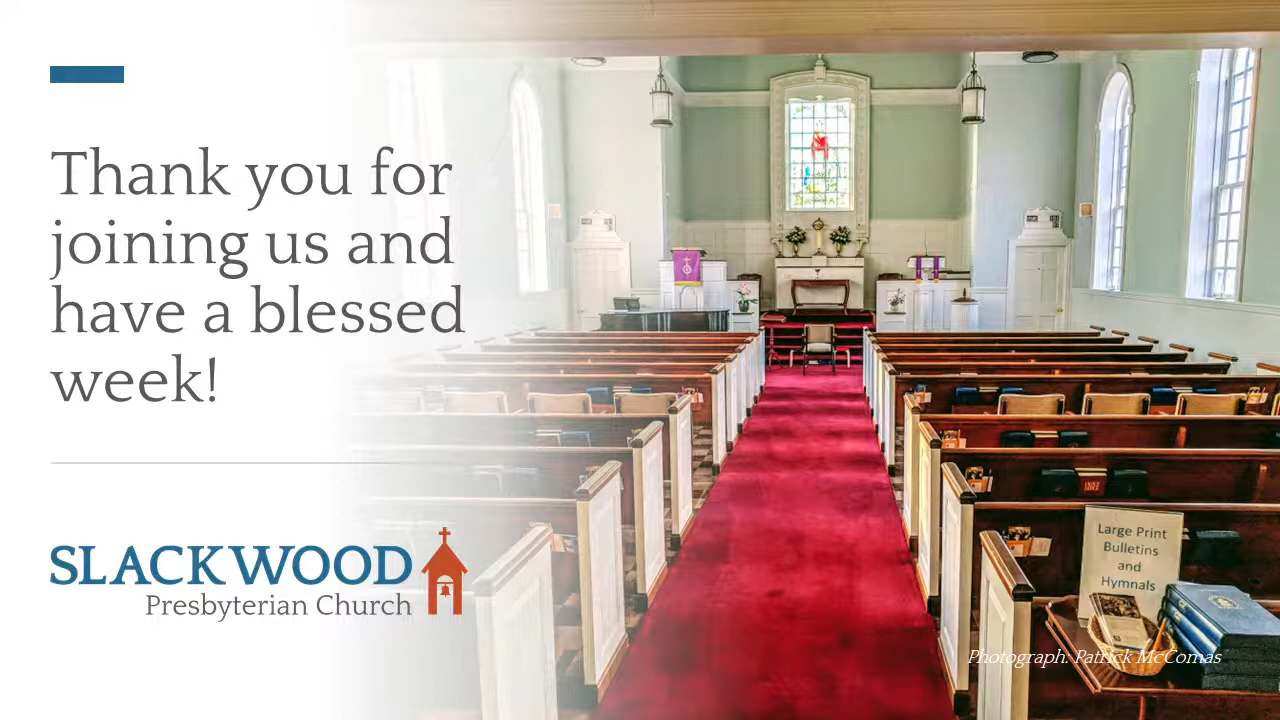 Thank you for
joining us and
have a blessed
week!
SLACKWOOD
Presbyterian Church
Large Print
Bulletins
and
Hymnals
Photograph: Patrick McComas